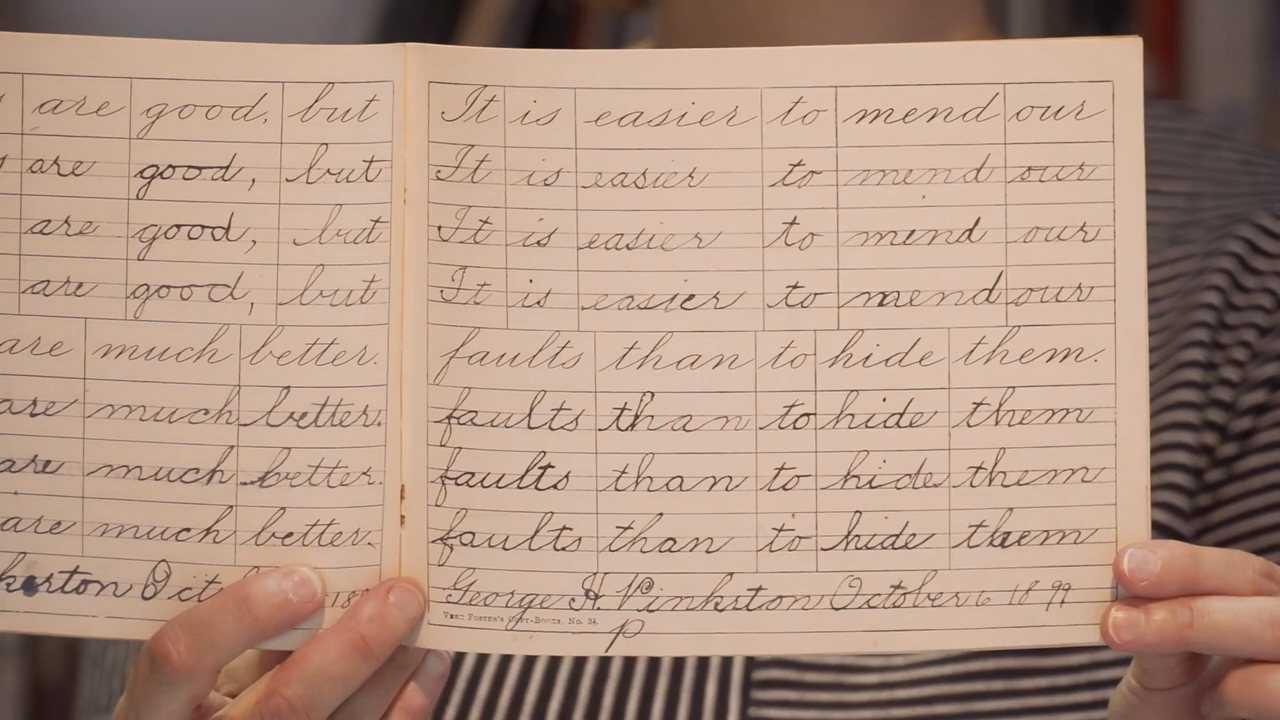 are good, but
are good, but
are good, but
are good, but
are much better.
are much better.
are much better.
are much better.
Oct
It is easier to mend our
It is easier to mend our
It is easier to mend our
It is easier to mend our
faults than to hide them.
faults than to hide them
faults than to hide them
faults than to hide them
George H. Pinkston October 6 1899
Vere Foster's Copy-Books, No. 3½
P